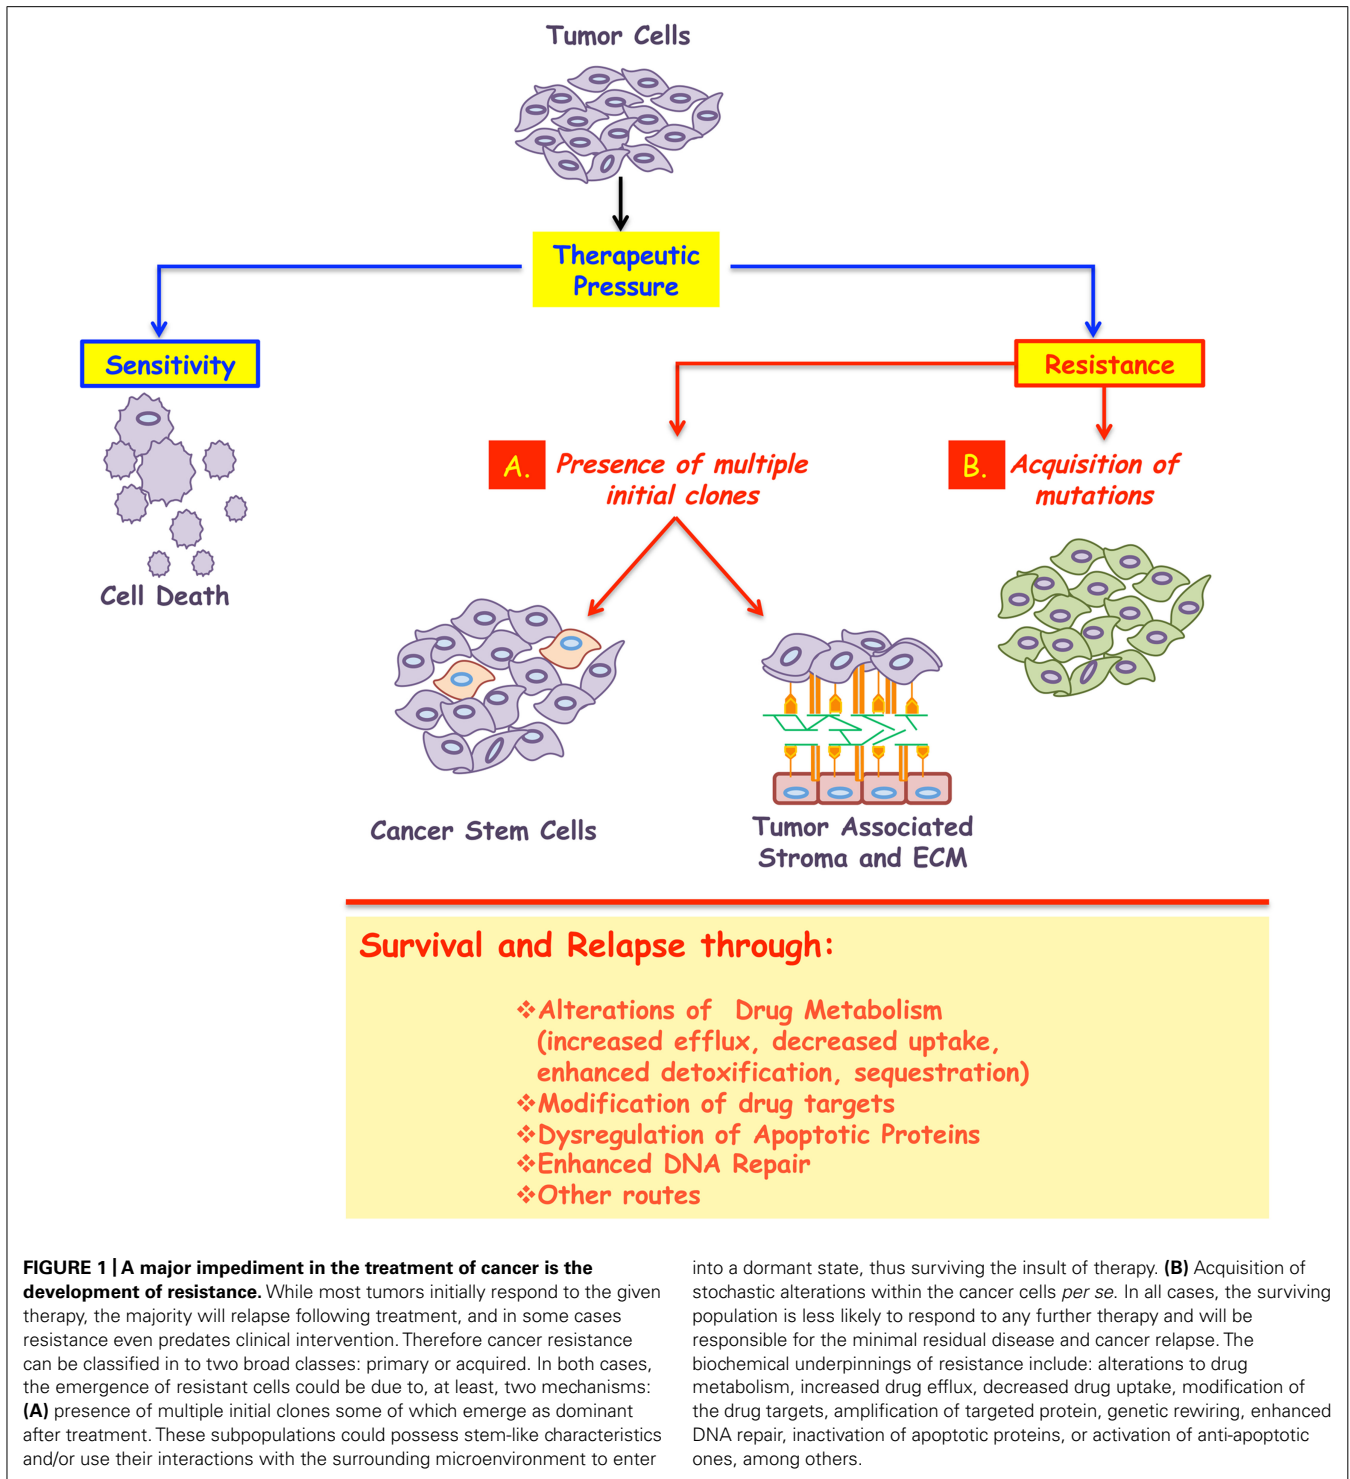 Tumor Cells
Therapeutic
Pressure
Sensitivity
Resistance
A.
Presence of multiple
initial clones
B.
Acquisition of
mutations
Cell Death
Cancer Stem Cells
Tumor Associated
Stroma and ECM
Survival and Relapse through:
❖Alterations of Drug Metabolism
(increased efflux, decreased uptake,
enhanced detoxification, sequestration)
❖Modification of drug targets
❖Dysregulation of Apoptotic Proteins
❖Enhanced DNA Repair
❖Other routes
FIGURE 1 | A major impediment in the treatment of cancer is the
development of resistance. While most tumors initially respond to the given
therapy, the majority will relapse following treatment, and in some cases
resistance even predates clinical intervention. Therefore cancer resistance
can be classified in to two broad classes: primary or acquired. In both cases,
the emergence of resistant cells could be due to, at least, two mechanisms:
(A) presence of multiple initial clones some of which emerge as dominant
after treatment. These subpopulations could possess stem-like characteristics
and/or use their interactions with the surrounding microenvironment to enter
into a dormant state, thus surviving the insult of therapy. (B) Acquisition of
stochastic alterations within the cancer cells per se. In all cases, the surviving
population is less likely to respond to any further therapy and will be
responsible for the minimal residual disease and cancer relapse. The
biochemical underpinnings of resistance include: alterations to drug
metabolism, increased drug efflux, decreased drug uptake, modification of
the drug targets, amplification of targeted protein, genetic rewiring, enhanced
DNA repair, inactivation of apoptotic proteins, or activation of anti-apoptotic
ones, among others.